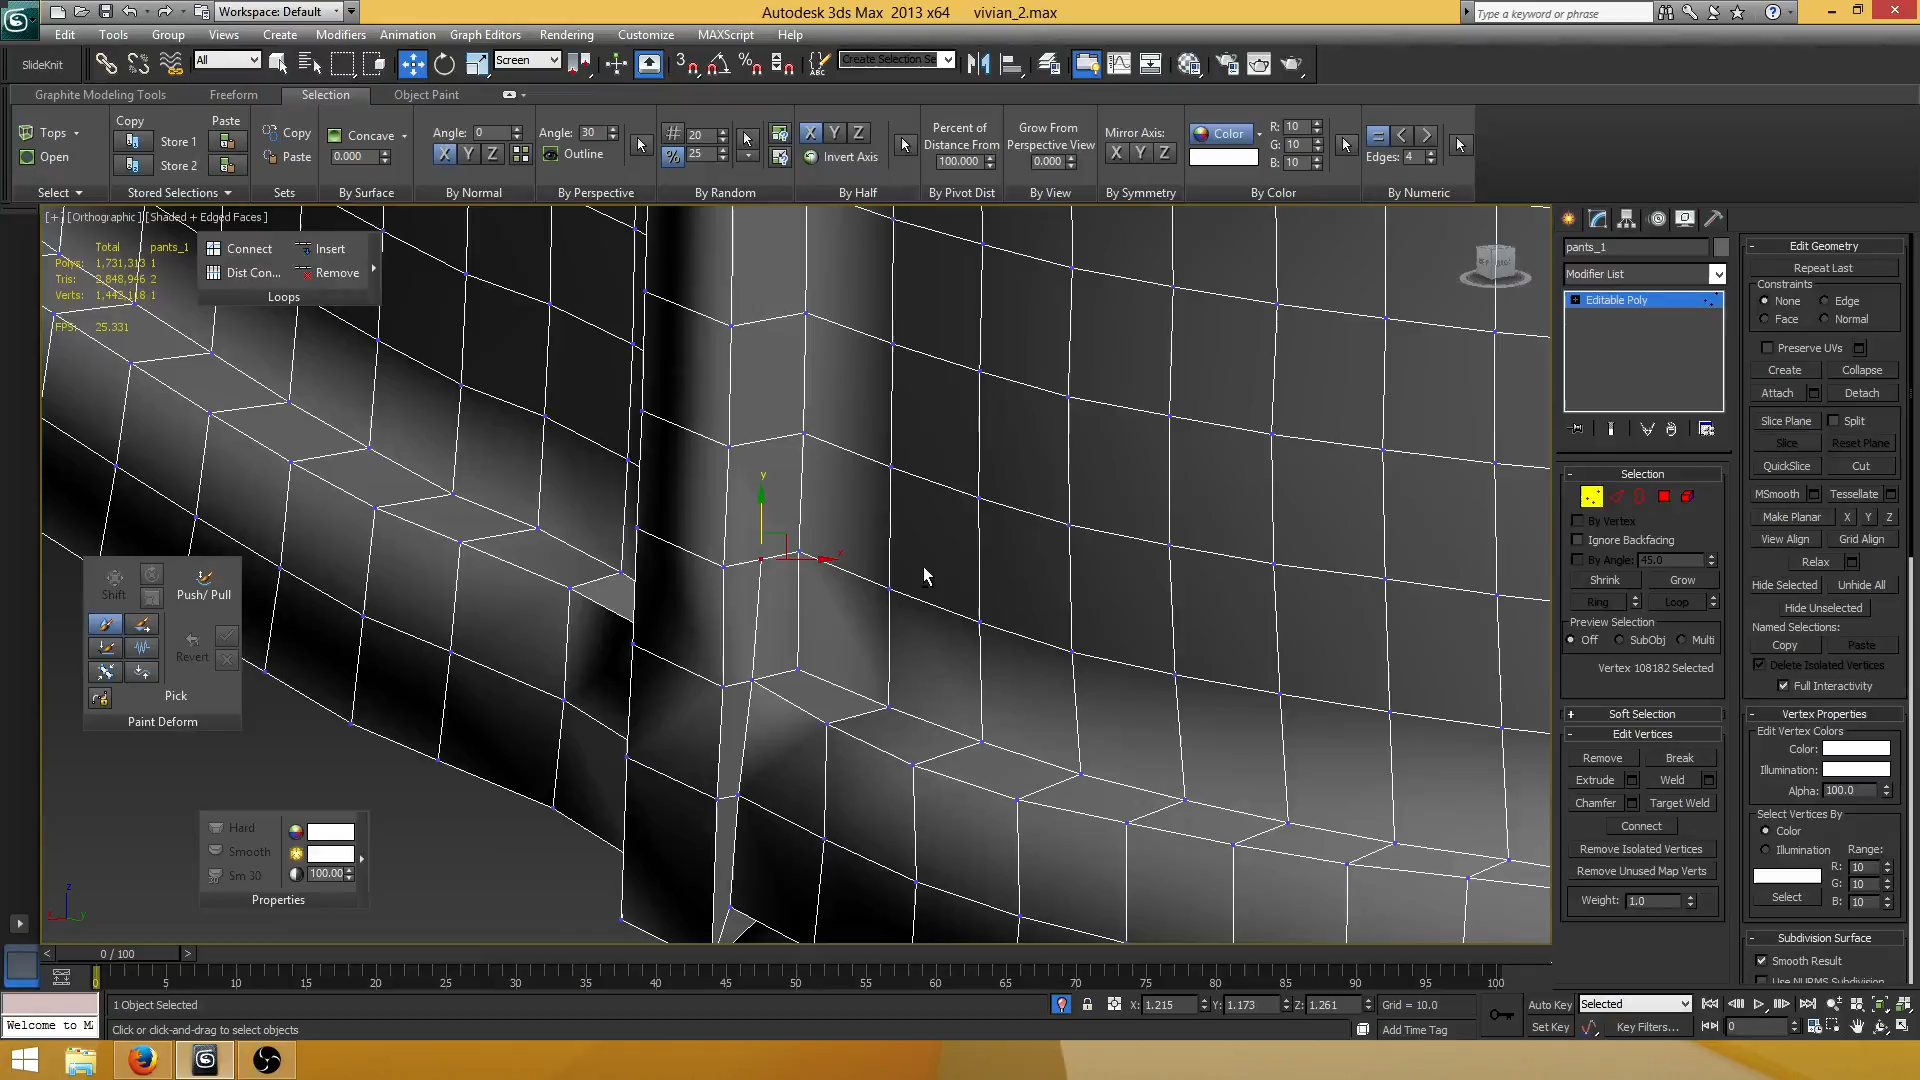 Workspace: Default
Autodesk 3ds Max 2013 x64 vivian_2.max
Type a keyword or phrase
Edit Tools Group Views Create Modifiers Animation Graph Editors Rendering Customize MAXScript Help
SlideKnit
All
Screen
3
Create Selection Se
Graphite Modeling Tools Freeform Selection Object Paint
Copy Paste
Tops
Open
Store 1
Store 2
Copy
Paste
Concave
0.000
Angle: 0
X Y Z
Angle: 30
Outline
20
25
X Y Z
Invert Axis
Percent of
Distance From
100.000
Grow From
Perspective View
0.000
Mirror Axis:
X Y Z
Color
R: 10
G: 10
B: 10
Edges: 4
Select Stored Selections Sets By Surface By Normal By Perspective By Random By Half By Pivot Dist By View By Symmetry By Color By Numeric
[+] [Orthographic] [Shaded + Edged Faces]
Total pants_1
Polys: 1,731,313 1
Tris: 2,848,946 2
Verts: 1,442,118 1
FPS: 25.331
Connect Insert
Dist Con... Remove
Loops
Shift
Push/ Pull
Revert
Pick
Paint Deform
Hard
Smooth
Sm 30
100.00
Properties
y
x
z
x
y
pants_1
Modifier List
Editable Poly
Selection
By Vertex
Ignore Backfacing
By Angle: 45.0
Shrink Grow
Ring Loop
Preview Selection
Off SubObj Multi
Vertex 108182 Selected
Soft Selection
Edit Vertices
Remove Break
Extrude Weld
Chamfer Target Weld
Connect
Remove Isolated Vertices
Remove Unused Map Verts
Weight: 1.0
Edit Geometry
Repeat Last
Constraints
None Edge
Face Normal
Preserve UVs
Create Collapse
Attach Detach
Slice Plane Split
Slice Reset Plane
QuickSlice Cut
MSmooth Tessellate
Make Planar X Y Z
View Align Grid Align
Relax
Hide Selected Unhide All
Hide Unselected
Named Selections:
Copy Paste
Delete Isolated Vertices
Full Interactivity
Vertex Properties
Edit Vertex Colors
Color:
Illumination:
Alpha: 100.0
Select Vertices By
Color
Illumination Range:
R: 10
G: 10
B: 10
Select
Subdivision Surface
Smooth Result
Use NURMS Subdivision
0 / 100
0 5 10 15 20 25 30 35 40 45 50 55 60 65 70 75 80 85 90 95 100
1 Object Selected
X: 1.215 Y: 1.173 Z: 1.261 Grid = 10.0
Auto Key Selected
Welcome to M
Click or click-and-drag to select objects
Add Time Tag
Set Key Key Filters... 0